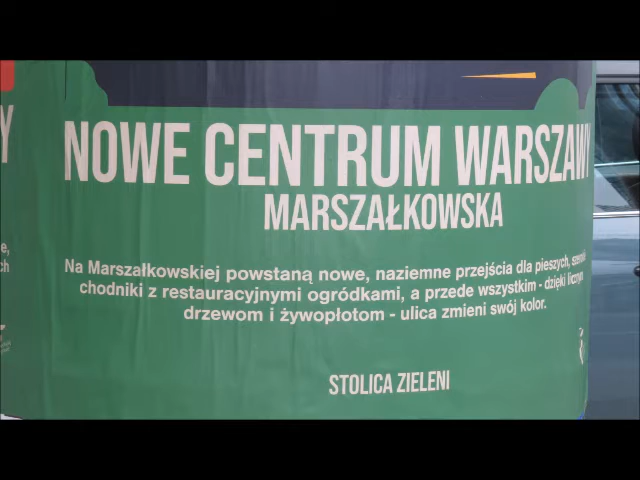 NOWE CENTRUM WARSZAWY
MARSZAŁKOWSKA
Na Marszałkowskiej powstaną nowe, naziemne przejścia dla pieszych,
chodniki z restauracyjnymi ogródkami, a przede wszystkim - dzięki licznym
drzewom i żywopłotom - ulica zmieni swój kolor.
STOLICA ZIELENI